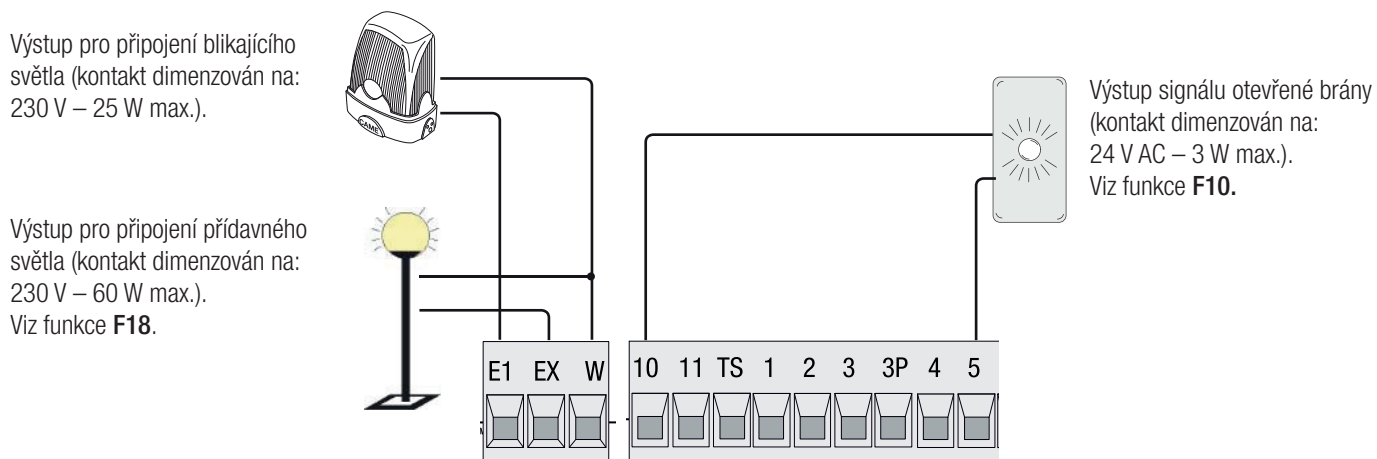 Výstup pro připojení blikajícího
světla (kontakt dimenzován na:
230 V – 25 W max.).
CAME
Výstup signálu otevřené brány
(kontakt dimenzován na:
24 V AC – 3 W max.).
Viz funkce F10.
Výstup pro připojení přídavného
světla (kontakt dimenzován na:
230 V – 60 W max.).
Viz funkce F18.
E1 EX W 10 11 TS 1 2 3 3P 4 5